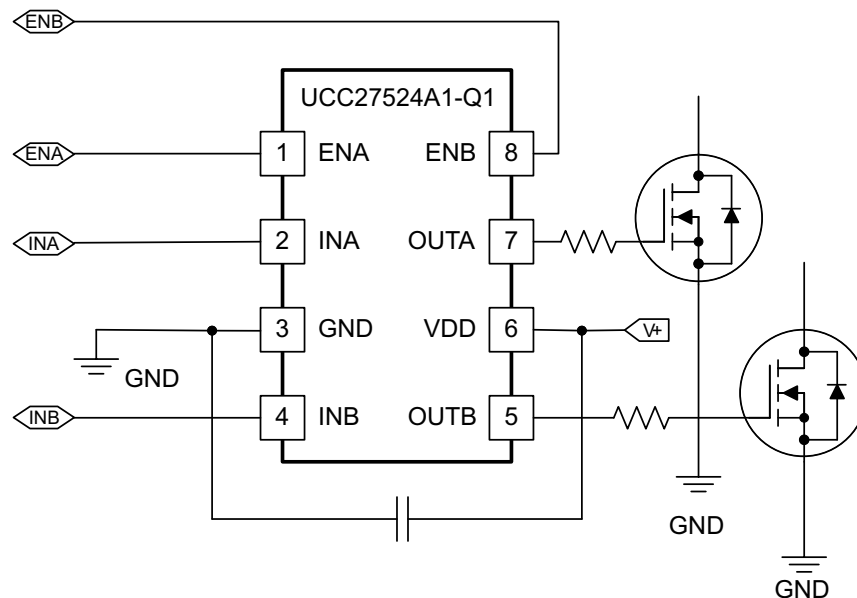 ENB
UCC27524A1-Q1
ENA
1
ENA
ENB
8
INA
2
INA
OUTA
7
3
GND
VDD
6
V+
GND
INB
4
INB
OUTB
5
GND
GND